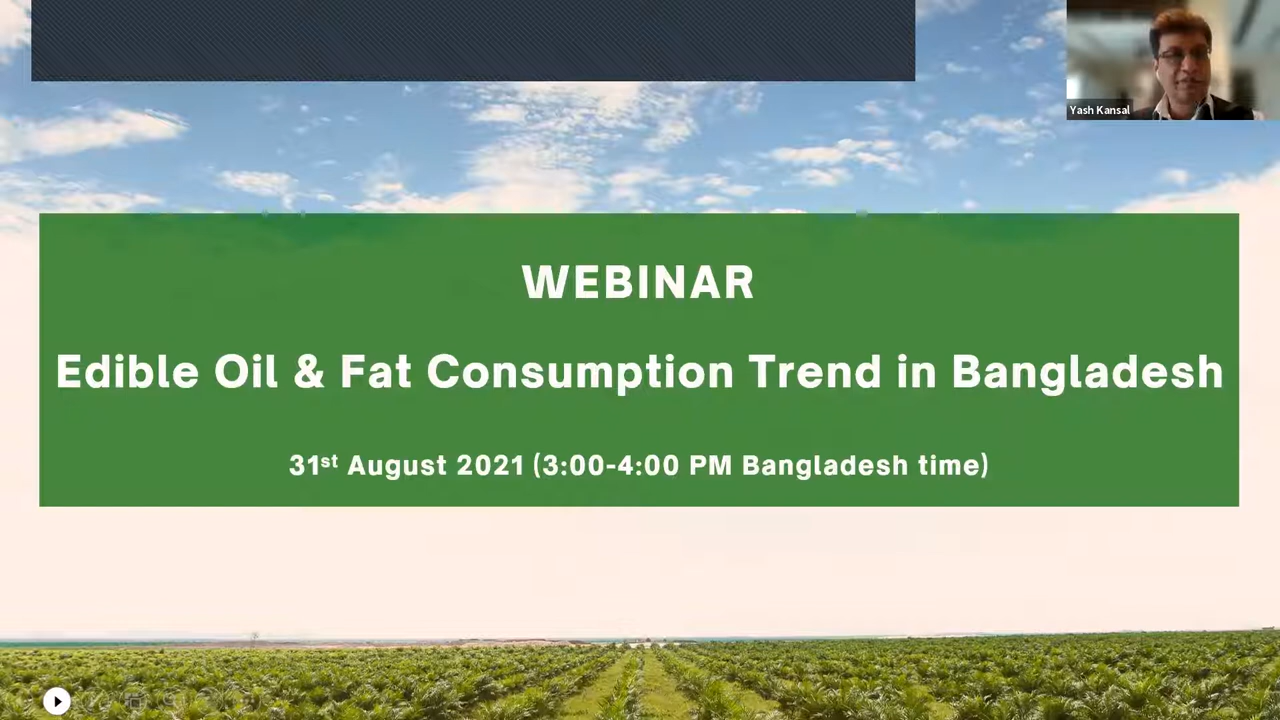 Yash Kansal
WEBINAR
Edible Oil & Fat Consumption Trend in Bangladesh
31st August 2021 (3:00-4:00 PM Bangladesh time)